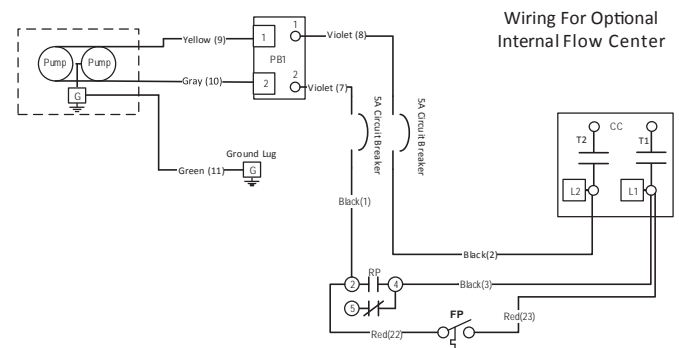 Wiring For Optional
Internal Flow Center
Yellow (9)
1
1
Violet (8)
PB1
Pump
Pump
Gray (10)
2
2
Violet (7)
G
5A Circuit Breaker
5A Circuit Breaker
CC
T2
T1
Ground Lug
Green (11)
G
L2
L1
Black(1)
Black(2)
RP
2
4
Black(3)
5
FP
Red(23)
Red(22)